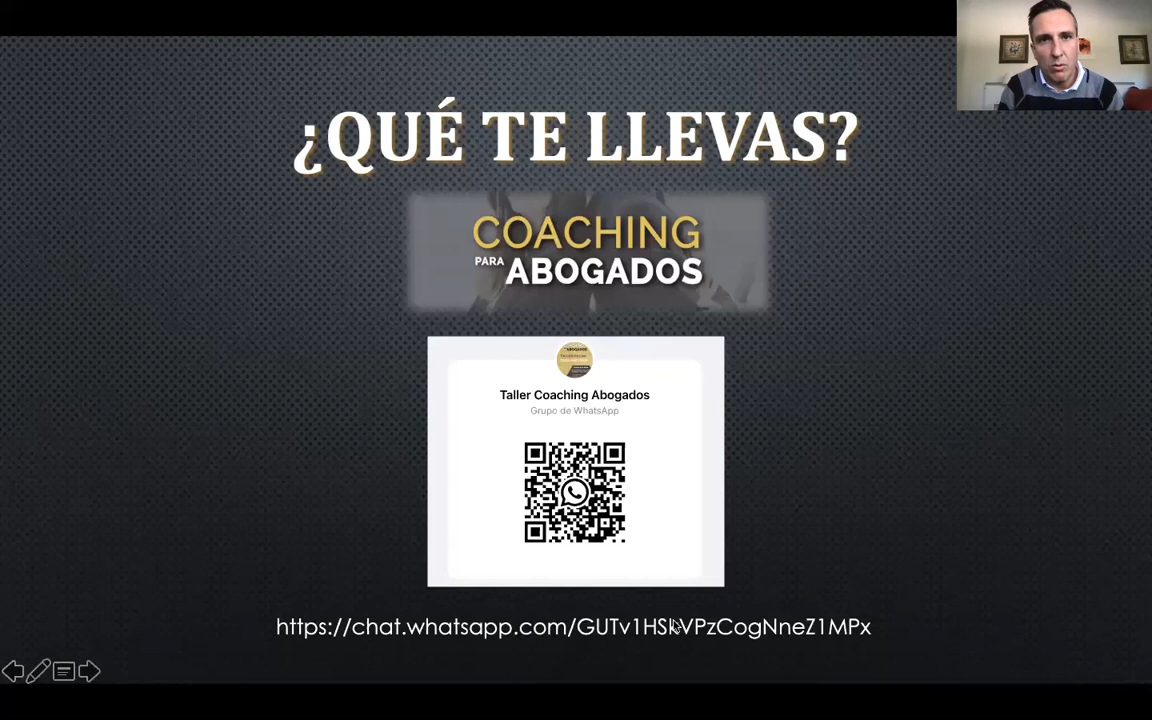 ¿QUÉ TE LLEVAS?
COACHING
PARA ABOGADOS
Taller Coaching Abogados
Grupo de WhatsApp